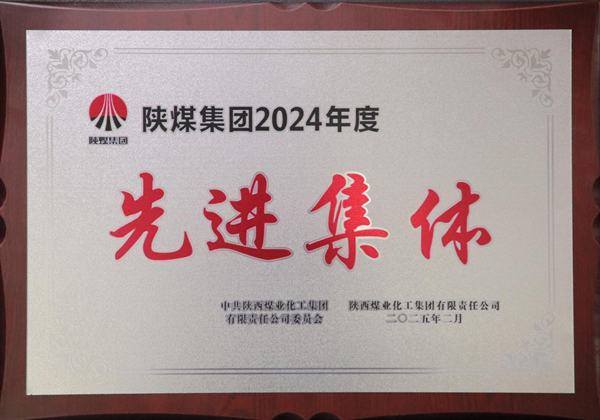 陕煤集团
陕煤集团2024年度
先进集体
中共陕西煤业化工集团
有限责任公司委员会
陕西煤业化工集团有限责任公司
二〇二五年二月